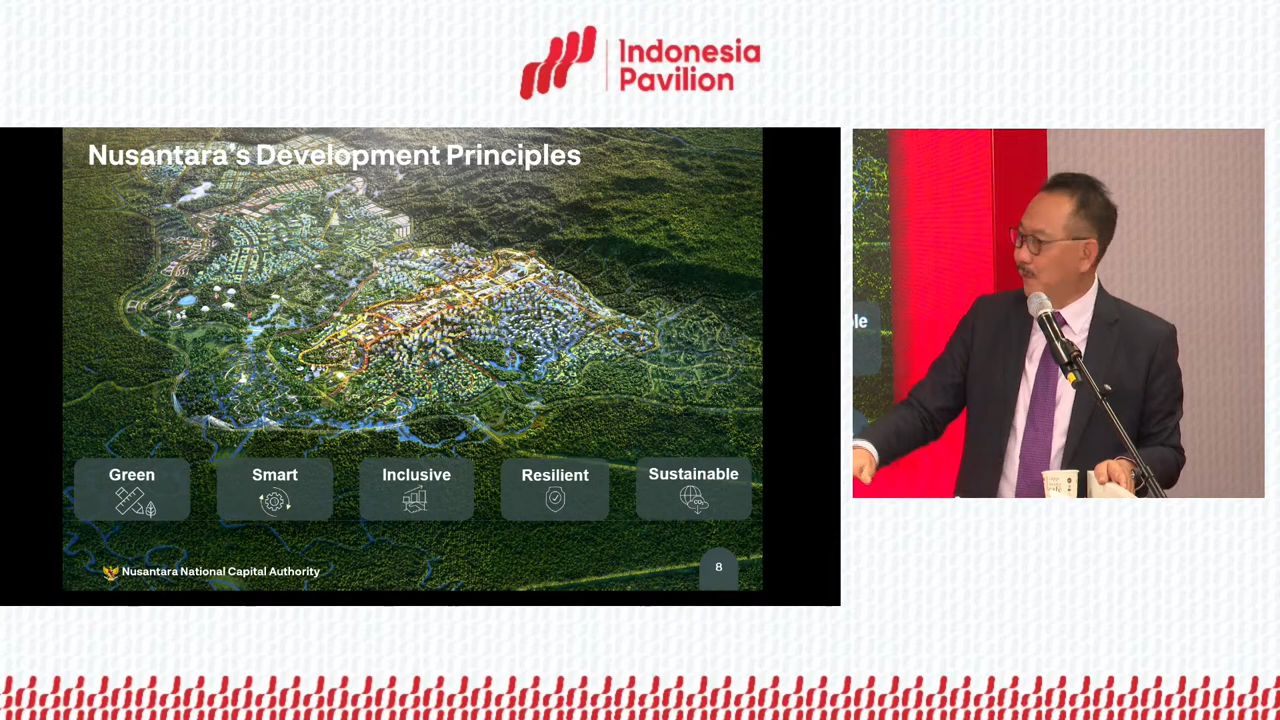 Indonesia
Pavilion
Nusantara's Development Principles
Green
Smart
Inclusive
Resilient
Sustainable
Nusantara National Capital Authority
8
le